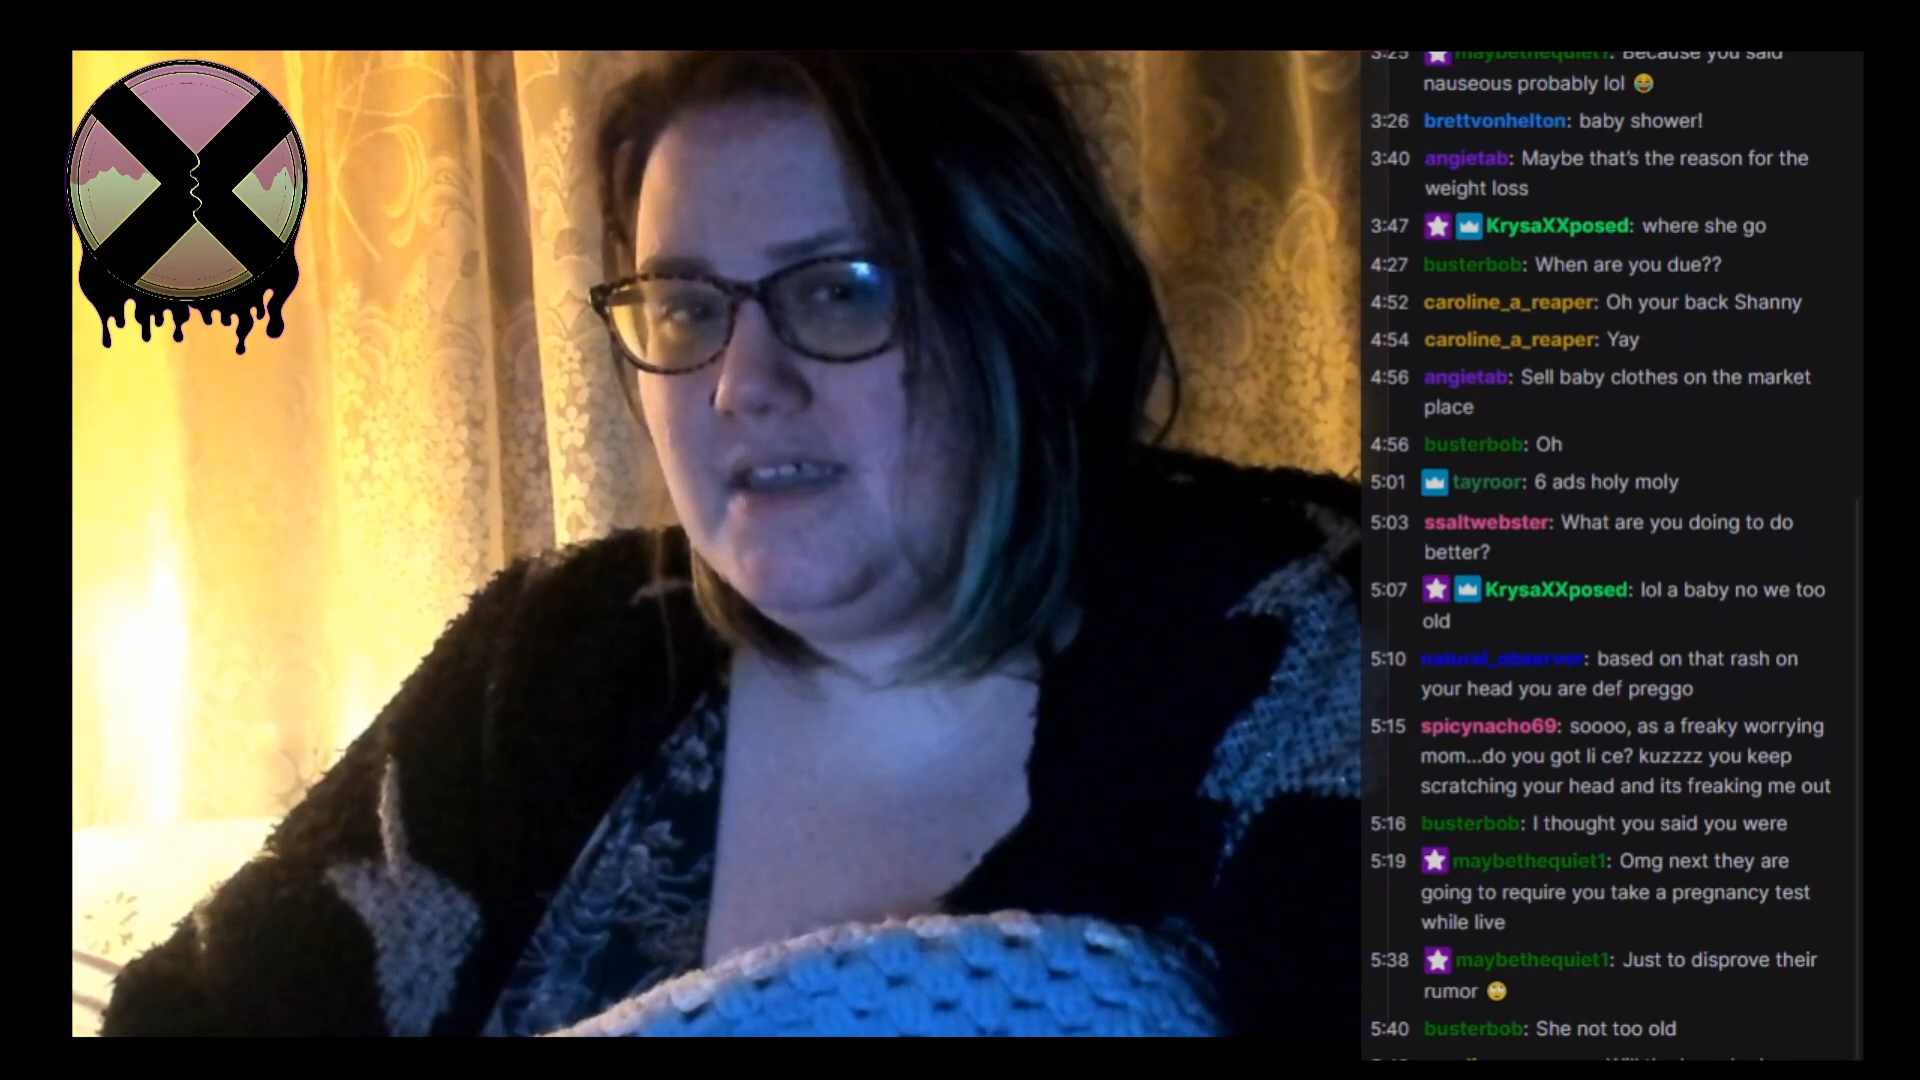 3:25 maybethequiet1: Because you said
nauseous probably lol 😂
3:26 brettvonhelton: baby shower!
3:40 angietab: Maybe that's the reason for the
weight loss
3:47 KrysaXXposed: where she go
4:27 busterbob: When are you due??
4:52 caroline_a_reaper: Oh your back Shanny
4:54 caroline_a_reaper: Yay
4:56 angietab: Sell baby clothes on the market
place
4:56 busterbob: Oh
5:01 tayroor: 6 ads holy moly
5:03 ssaltwebster: What are you doing to do
better?
5:07 KrysaXXposed: lol a baby no we too
old
5:10 natural_observer: based on that rash on
your head you are def preggo
5:15 spicynacho69: soooo, as a freaky worrying
mom...do you got li ce? kuzzzz you keep
scratching your head and its freaking me out
5:16 busterbob: I thought you said you were
5:19 maybethequiet1: Omg next they are
going to require you take a pregnancy test
while live
5:38 maybethequiet1: Just to disprove their
rumor 🙄
5:40 busterbob: She not too old